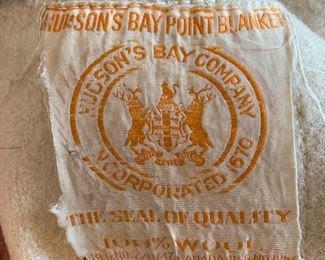 HUDSON'S BAY POINT BLANKET
HUDSON'S BAY COMPANY
INCORPORATED 1670.
THE SEAL OF QUALITY
100% WOOL